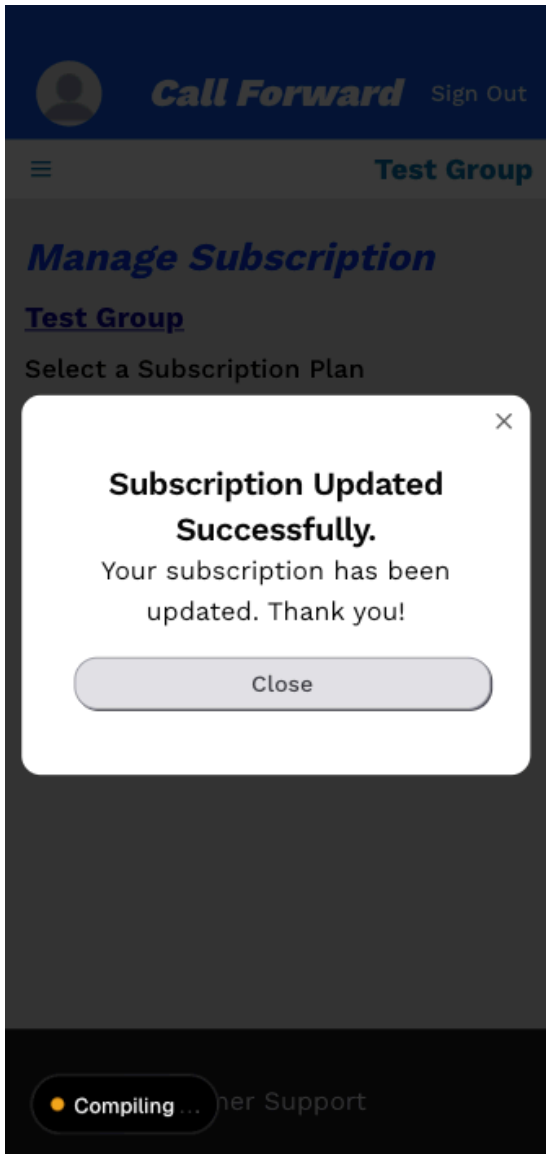 Call Forward
Sign Out
Test Group
Manage Subscription
Test Group
Select a Subscription Plan
Subscription Updated
Successfully.
Your subscription has been
updated. Thank you!
Close
Compiling ...
Support